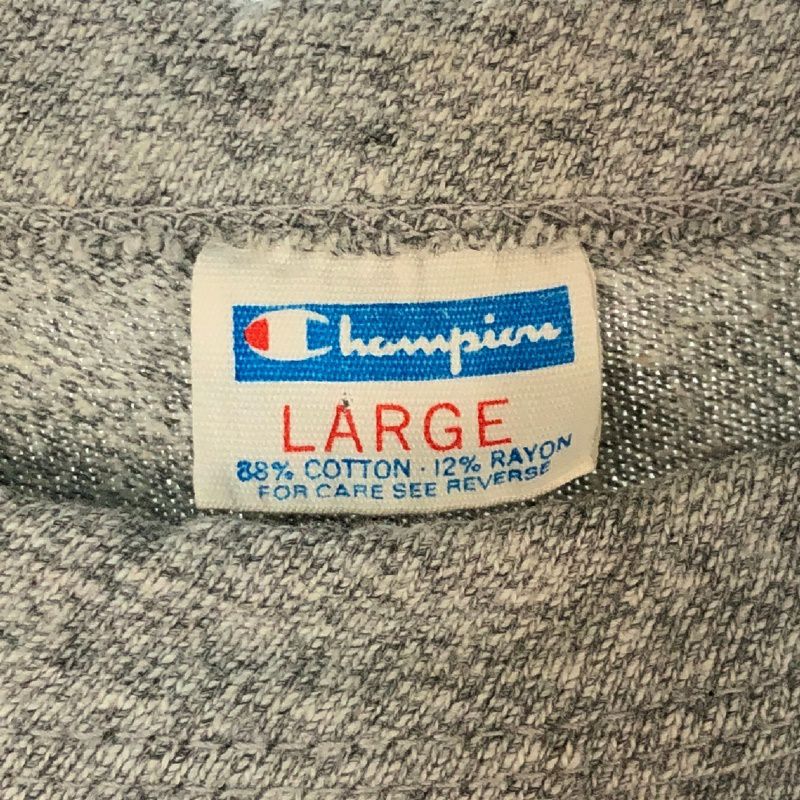 Champion
LARGE
88% COTTON · 12% RAYON
FOR CARE SEE REVERSE